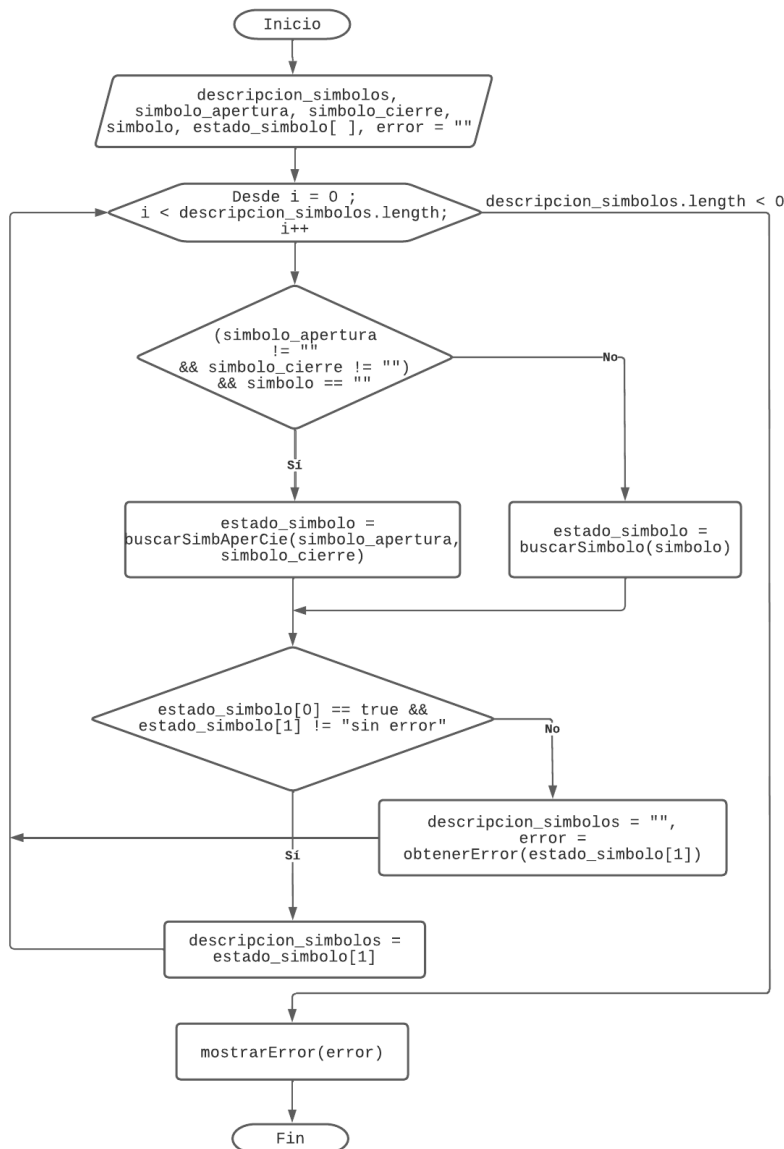 Inicio
descripcion_simbolos,
simbolo_apertura, simbolo_cierre,
simbolo, estado_simbolo[ ], error = ""
Desde i = 0 ;
i < descripcion_simbolos.length;
i++
descripcion_simbolos.length < 0
(simbolo_apertura
!= ""
&& simbolo_cierre != "")
&& simbolo == ""
No
Sí
estado_simbolo =
buscarSimbAperCie(simbolo_apertura,
simbolo_cierre)
estado_simbolo =
buscarSimbolo(simbolo)
estado_simbolo[0] == true &&
estado_simbolo[1] != "sin error"
No
descripcion_simbolos = "",
error =
obtenerError(estado_simbolo[1])
Sí
descripcion_simbolos =
estado_simbolo[1]
mostrarError(error)
Fin